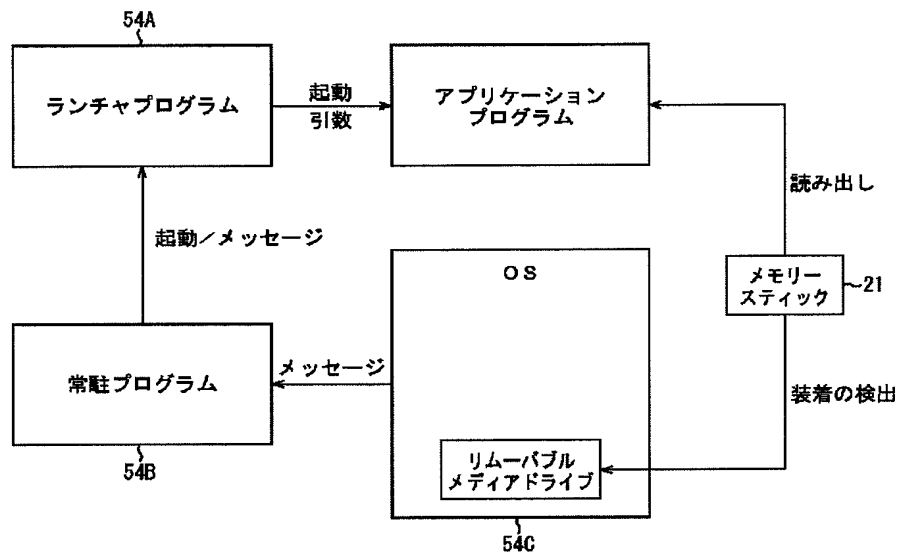 54A
ランチャプログラム
起動
引数
アプリケーション
プログラム
読み出し
起動／メッセージ
OS
メモリー
スティック
21
常駐プログラム
メッセージ
装着の検出
リムーバブル
メディアドライブ
54B
54C